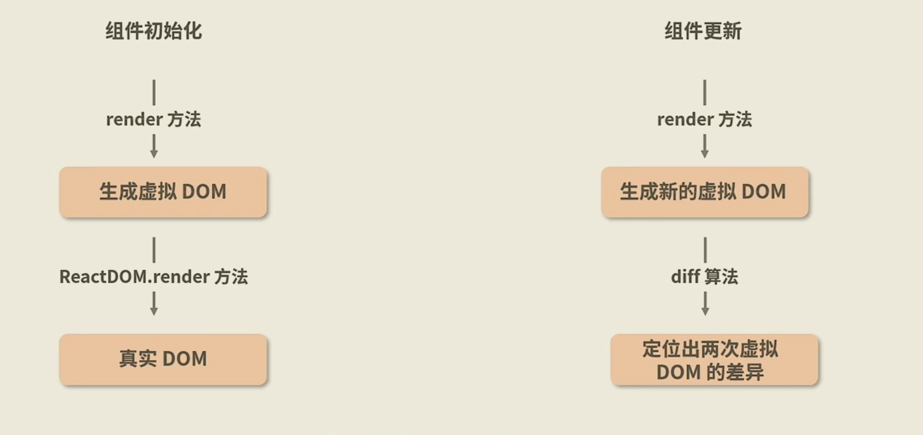 组件初始化
render 方法
生成虚拟 DOM
ReactDOM.render 方法
真实 DOM
组件更新
render 方法
生成新的虚拟 DOM
diff 算法
定位出两次虚拟
DOM 的差异